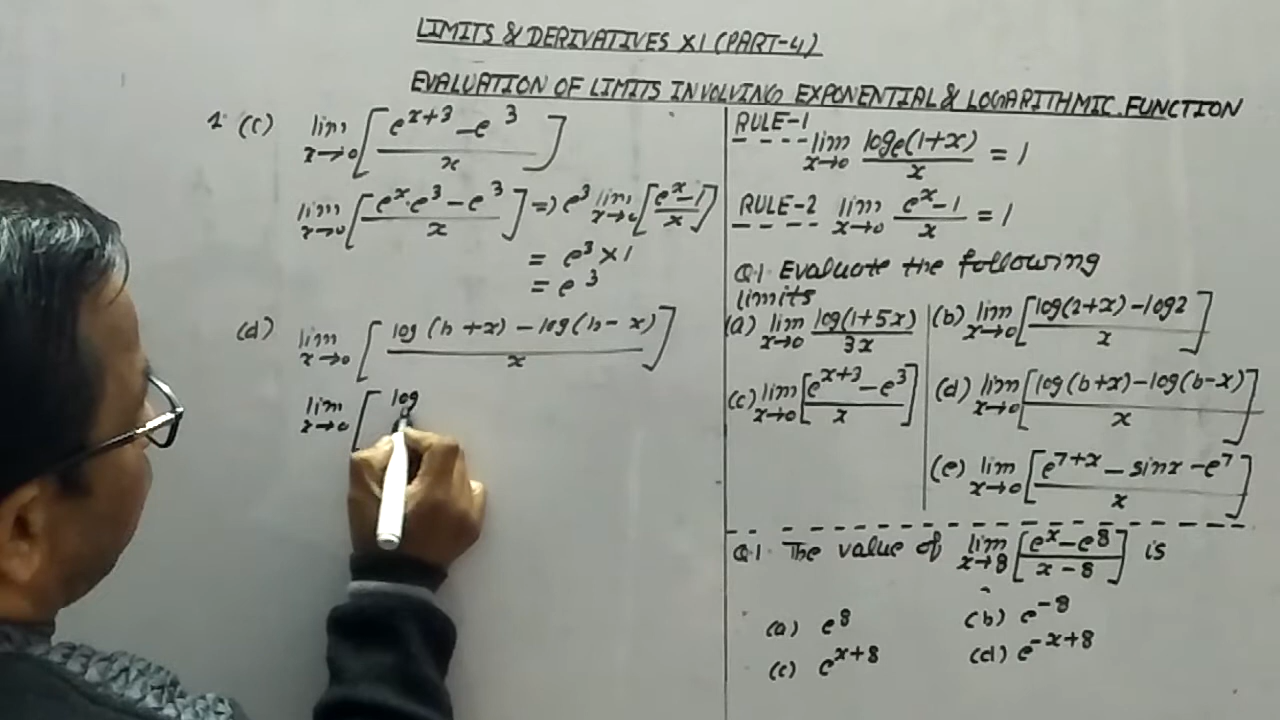 LIMITS & DERIVATIVES XI (PART-4)
EVALUATION OF LIMITS INVOLVING EXPONENTIAL & LOGARITHMIC FUNCTION
1 (c) lim x→0 [ (e^(x+3) - e^3) / x ]
lim x→0 [ (e^x·e^3 - e^3) / x ] => e^3 lim x→0 [ (e^x - 1) / x ]
= e^3 × 1
= e^3
(d) lim x→0 [ (log (h + x) - log (h - x)) / x ]
lim x→0 [ log
RULE-1
lim x→0 log_e(1+x) / x = 1
RULE-2 lim x→0 (e^x - 1) / x = 1
Q.1 Evaluate the following
limits
(a) lim x→0 log(1+5x) / 3x
(b) lim x→0 [ (log(2+x) - log2) / x ]
(c) lim x→0 [ (e^(x+3) - e^3) / x ]
(d) lim x→0 [ (log(b+x) - log(b-x)) / x ]
(e) lim x→0 [ (e^(7+x) - sinx - e^7) / x ]
Q.1. The value of lim x→8 [ (e^x - e^8) / (x - 8) ] is
(a) e^8 (b) e^-8
(c) e^(x+8) (d) e^(-x+8)